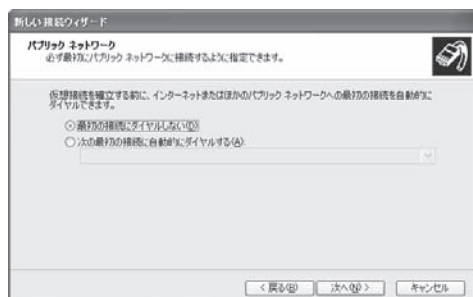 新しい接続ウィザード
パブリック ネットワーク
必ず最初にパブリック ネットワークに接続するように指定できます。
仮想接続を確立する前に、インターネットまたはほかのパブリック ネットワークへの最初の接続を自動的に
ダイヤルできます。
最初の接続にダイヤルしない(D)
次の最初の接続に自動的にダイヤルする(A):
< 戻る(B) 次へ(N) > キャンセル